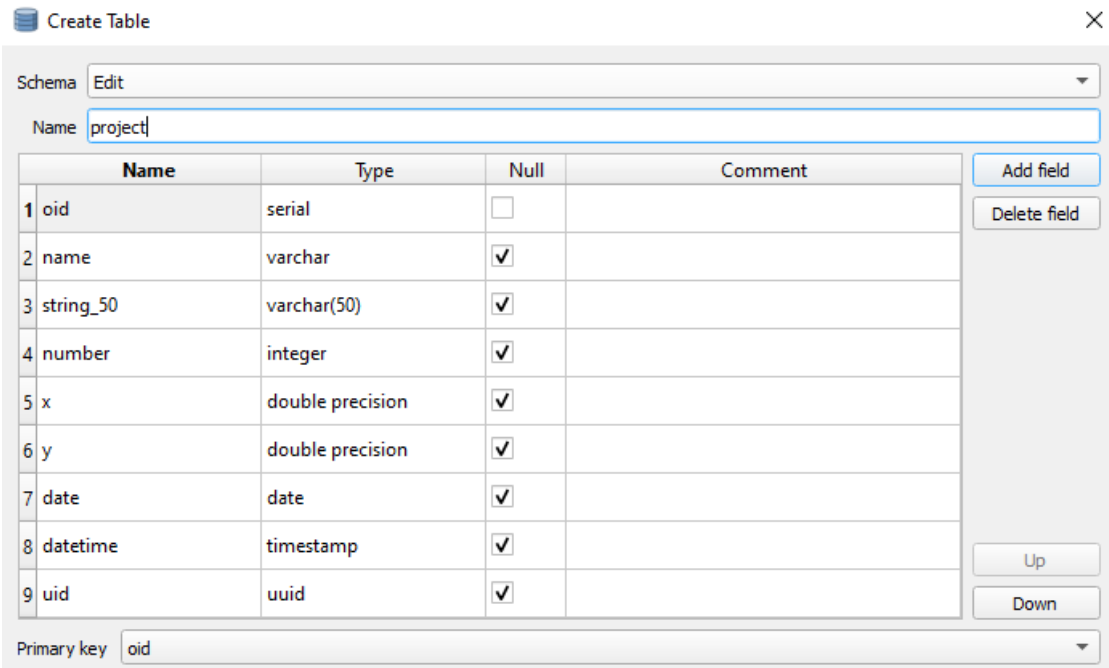 Create Table
Schema Edit
Name project
Name Type Null Comment Add field
1 oid serial
Delete field
2 name varchar
3 string_50 varchar(50)
4 number integer
5 x double precision
6 y double precision
7 date date
8 datetime timestamp
Up
9 uid uuid
Down
Primary key oid